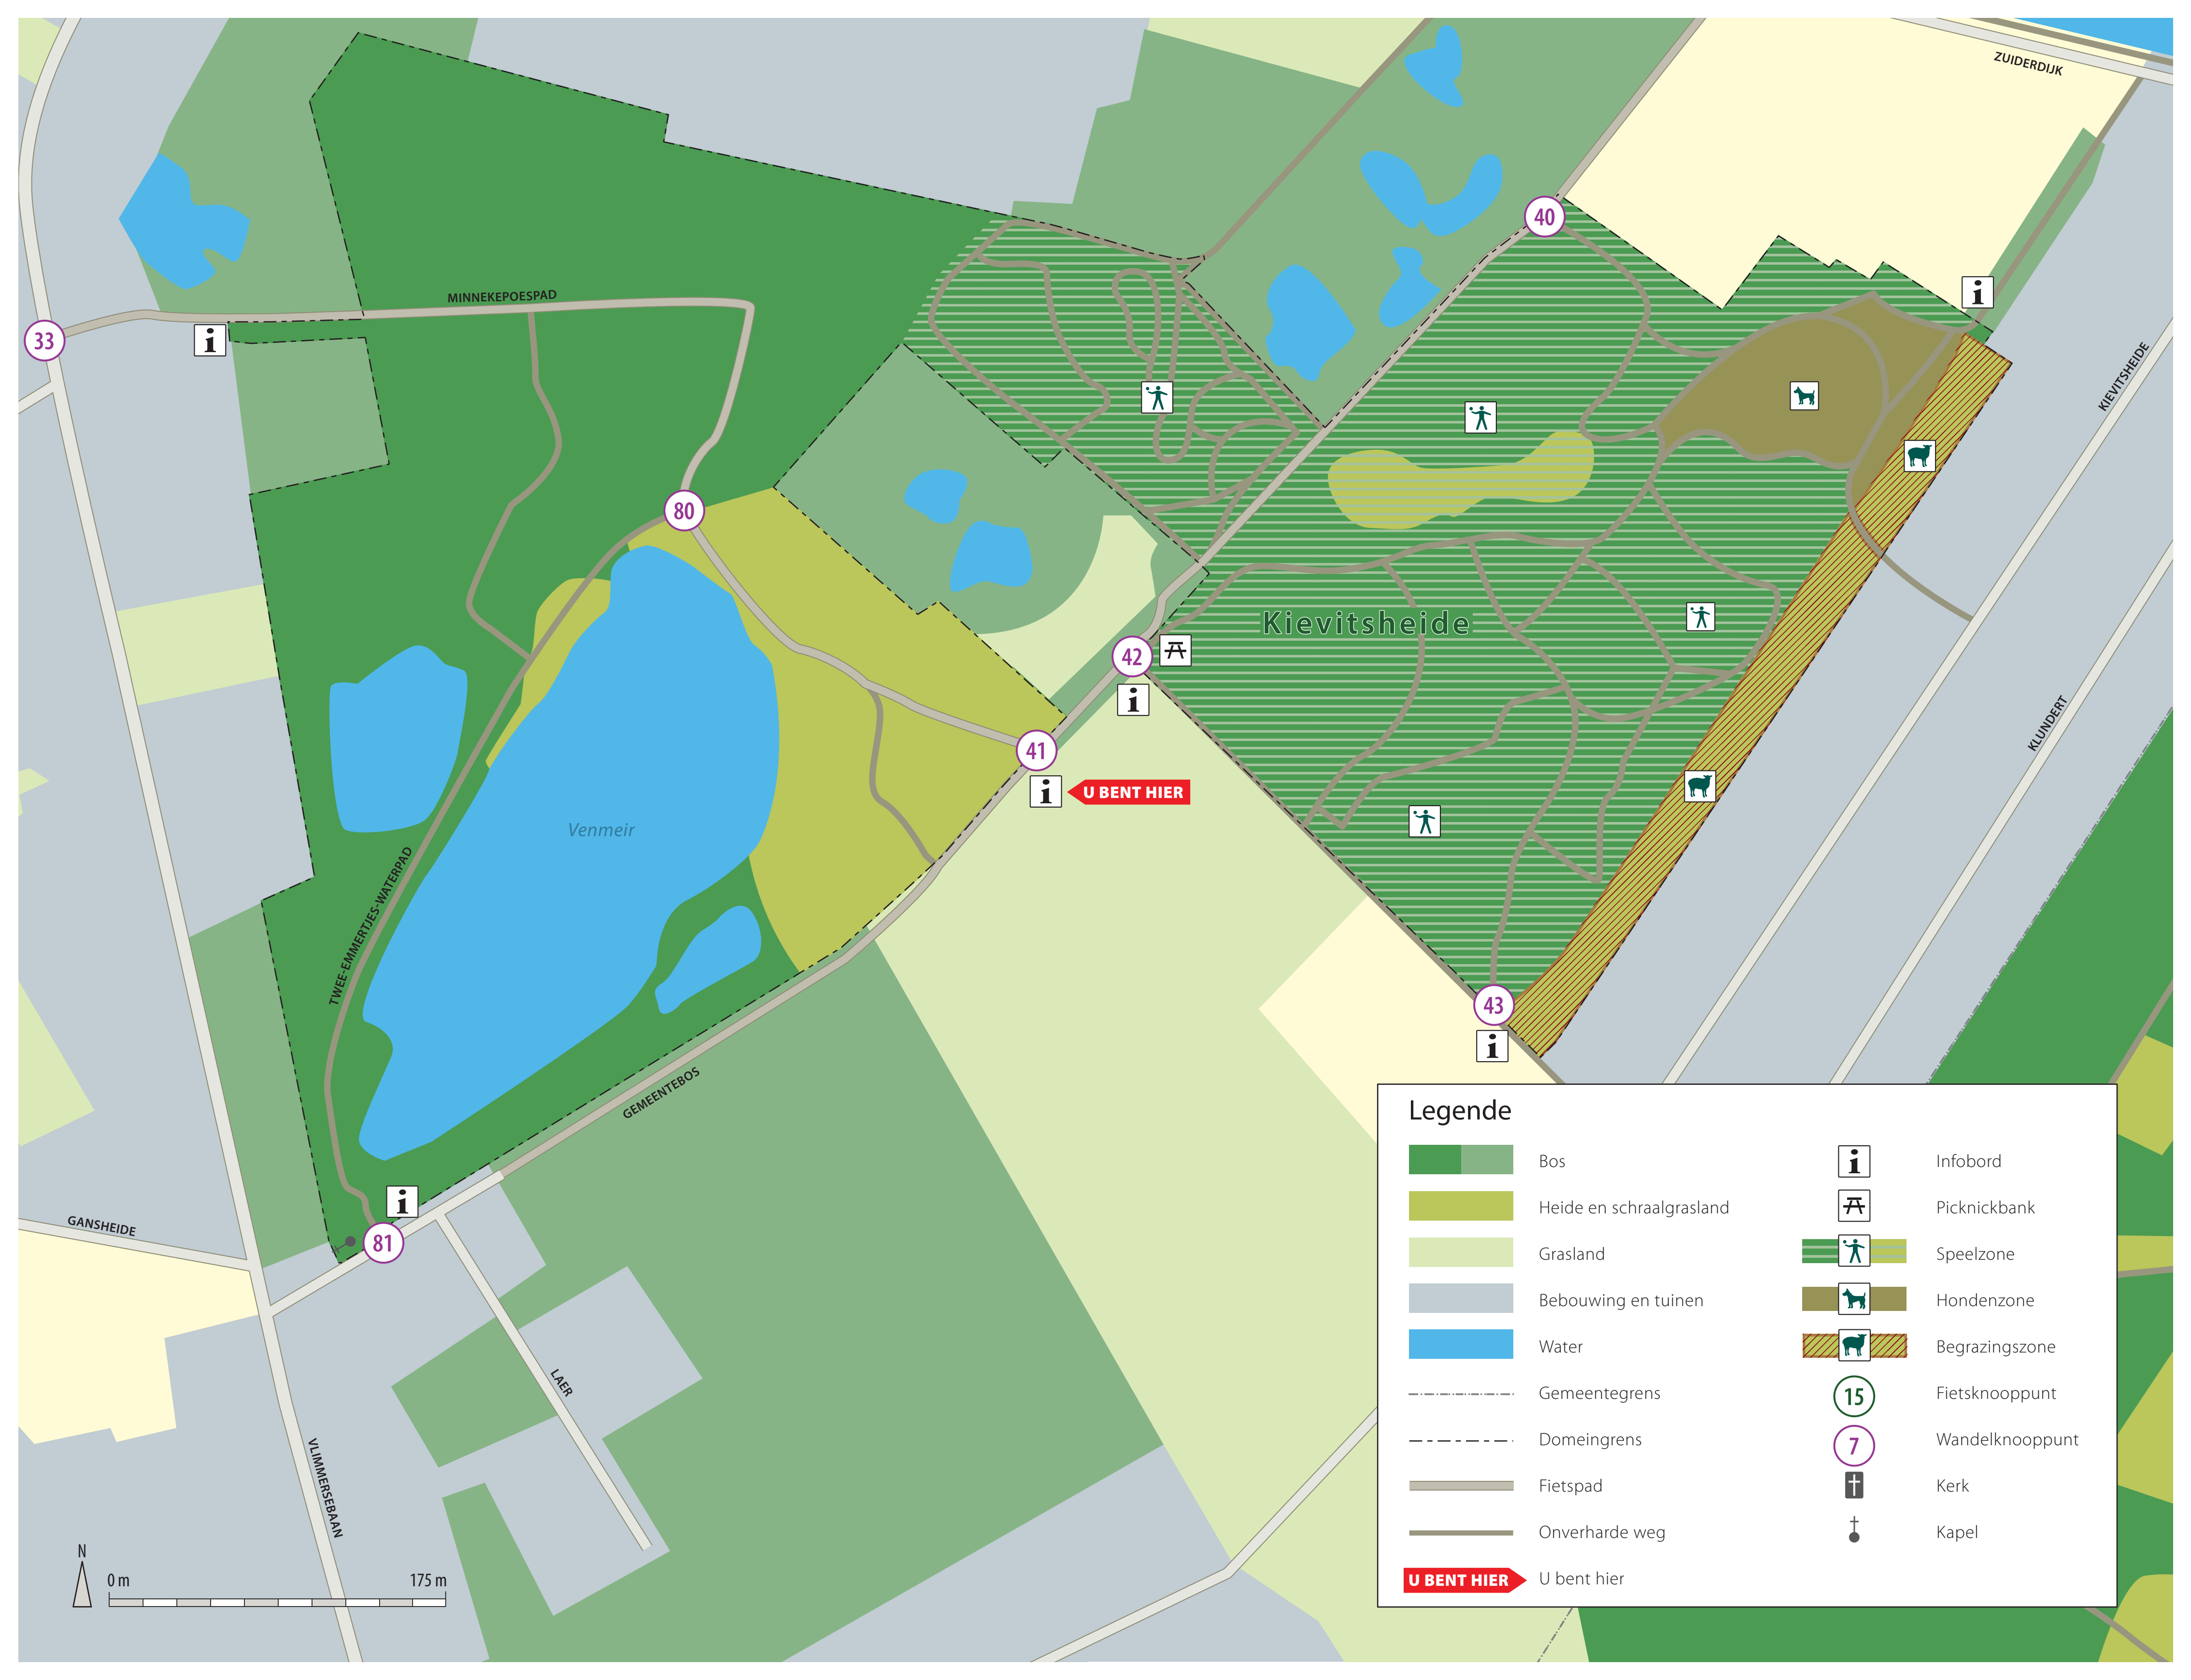 ZUIDERDIJK
40
MINNEKEPOESPAD
i
33
i
KIEVITSHEIDE
80
Kievitsheide
42
i
KLUNDERT
41
i
U BENT HIER
Venmeir
TWEE-EMMERTJES-WATERPAD
43
i
GEMEENTEBOS
i
GANSHEIDE
81
LAER
VLIMMERSEBAAN
N
0 m
175 m
Legende
Bos
Heide en schraalgrasland
Grasland
Bebouwing en tuinen
Water
Gemeentegrens
Domeingrens
Fietspad
Onverharde weg
U BENT HIER
U bent hier
i
Infobord
Picknickbank
Speelzone
Hondenzone
Begrazingszone
15
Fietsknooppunt
7
Wandelknooppunt
Kerk
Kapel